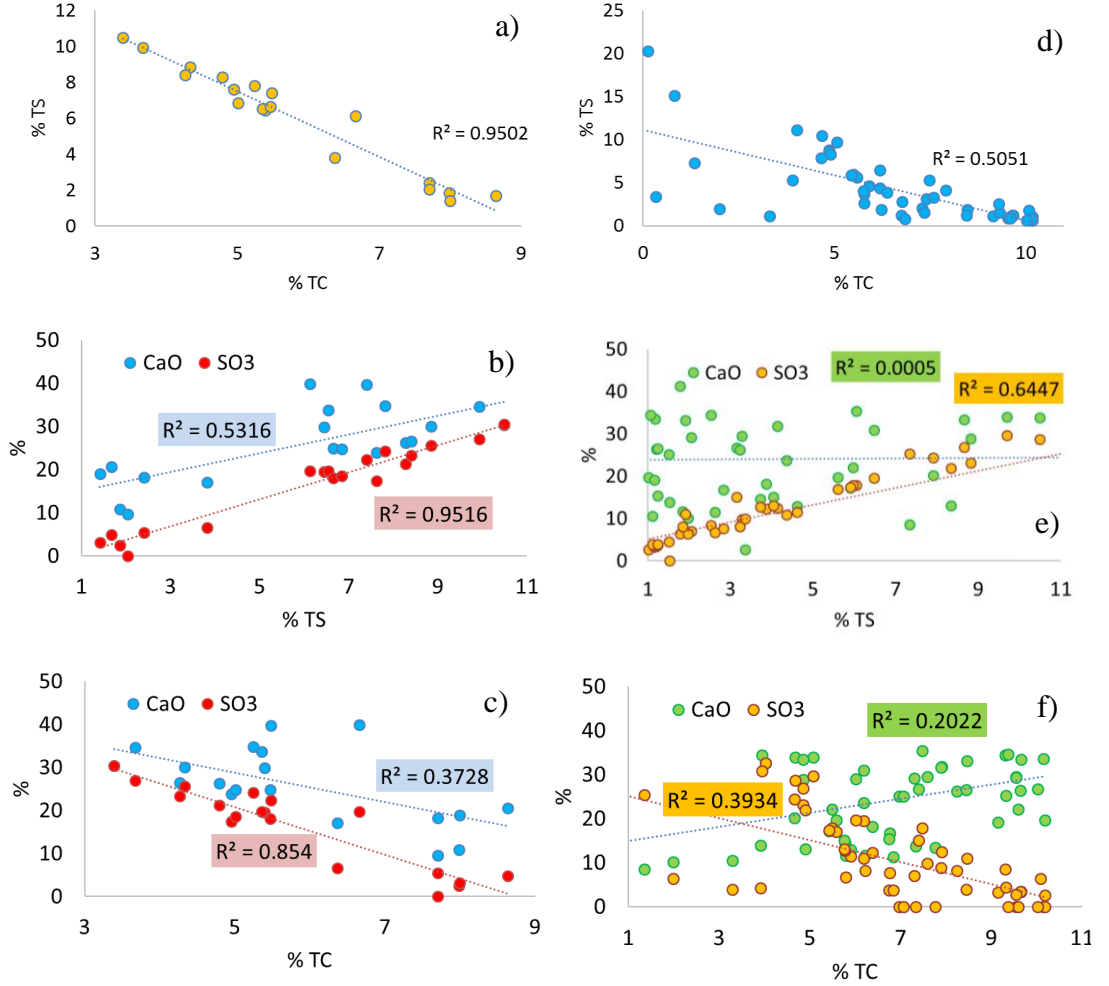 a)
12
10
8
6
4
2
0
% TS
R² = 0.9502
3 5 7 9
% TC
d)
25
20
15
10
5
0
% TS
R² = 0.5051
0 5 10
% TC
b)
50
40
30
20
10
0
%
CaO SO3
R² = 0.5316
R² = 0.9516
1 3 5 7 9 11
% TS
e)
50
40
30
20
10
0
%
CaO SO3
R² = 0.0005
R² = 0.6447
1 2 3 4 5 6 7 8 9 10 11
% TS
c)
50
40
30
20
10
0
%
CaO SO3
R² = 0.3728
R² = 0.854
3 5 7 9
% TC
f)
50
40
30
20
10
0
%
CaO SO3
R² = 0.2022
R² = 0.3934
1 3 5 7 9 11
% TC